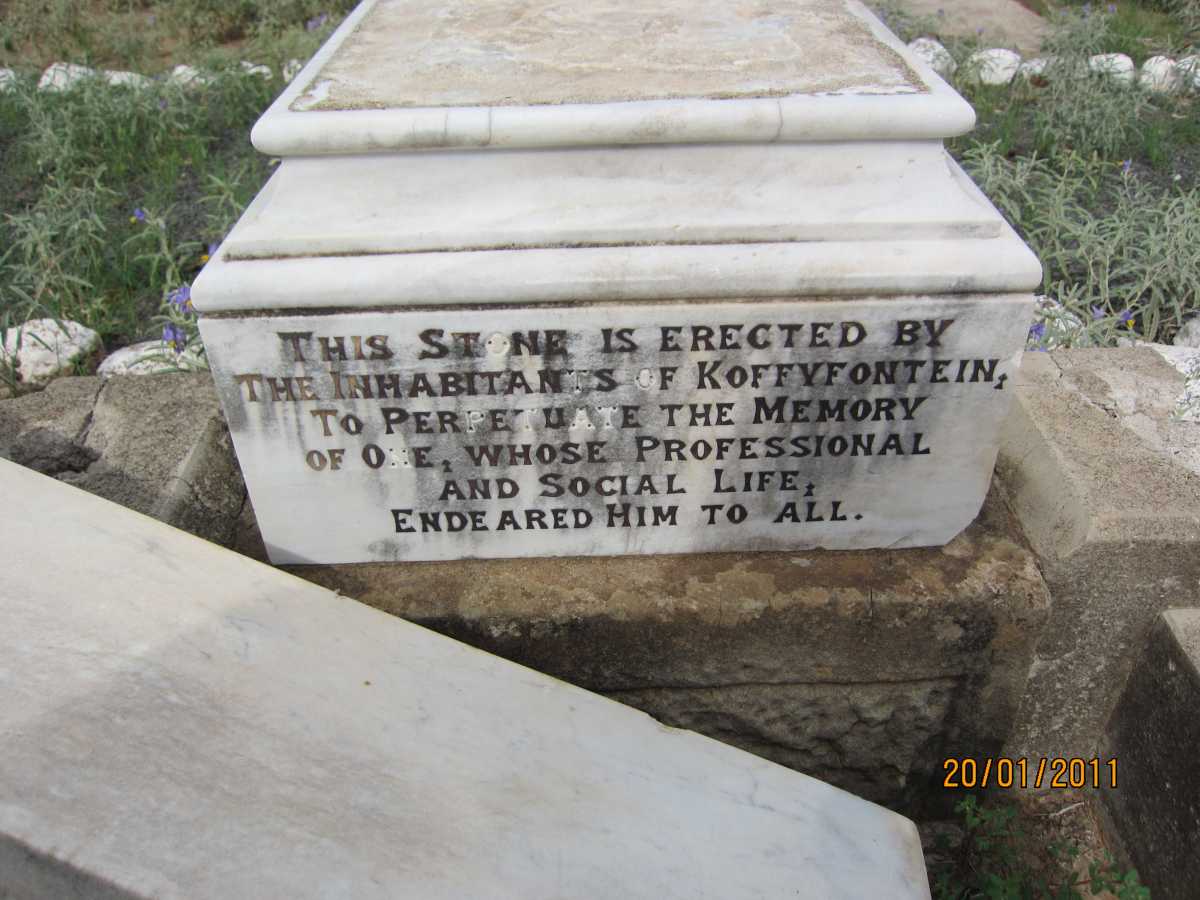 THIS STONE IS ERECTED BY
THE INHABITANTS OF KOFFYFONTEIN,
TO PERPETUATE THE MEMORY
OF ONE, WHOSE PROFESSIONAL
AND SOCIAL LIFE,
ENDEARED HIM TO ALL.
20/01/2011